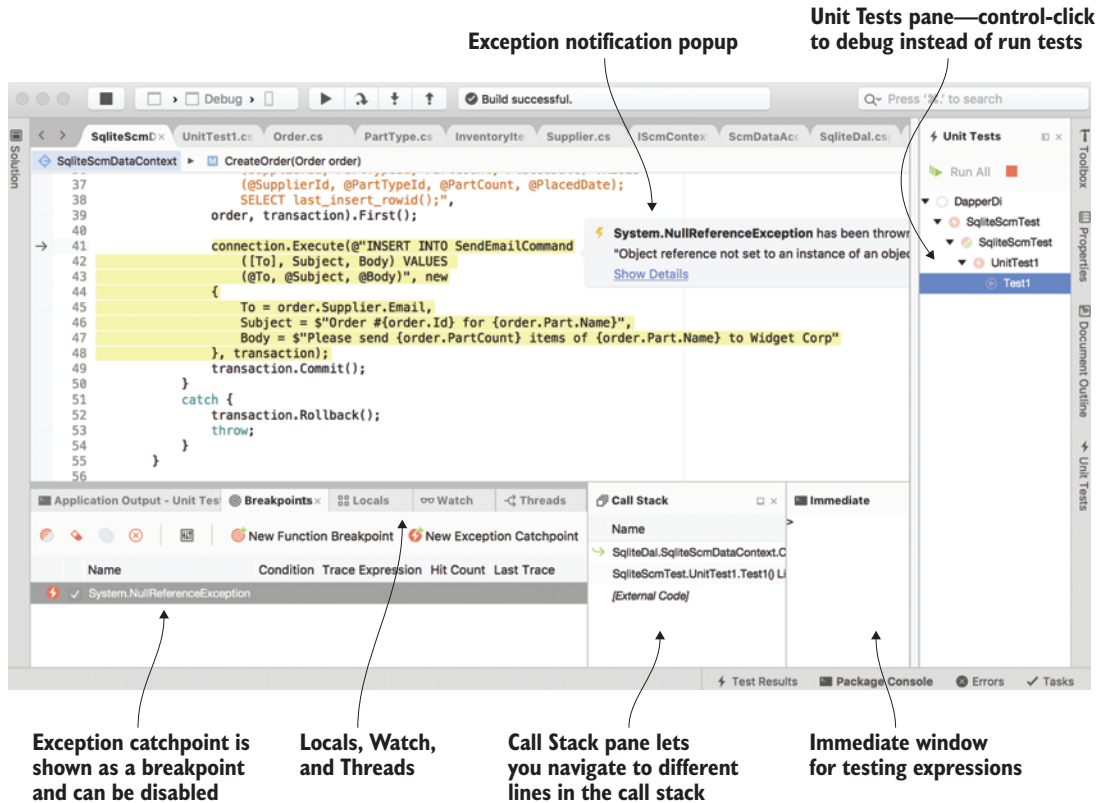 Unit Tests pane—control-click
to debug instead of run tests
Exception notification popup
Debug
Build successful.
Press '⌘.' to search
Solution
SqliteScmD
UnitTest1.cs
Order.cs
PartType.cs
InventoryIte
Supplier.cs
IScmContex
ScmDataAcc
SqliteDal.cs
SqliteScmDataContext
CreateOrder(Order order)
37 (@SupplierId, @PartTypeId, @PartCount, @PlacedDate);
38 SELECT last_insert_rowid();",
39 order, transaction).First();
40
41 connection.Execute(@"INSERT INTO SendEmailCommand
42 ([To], Subject, Body) VALUES
43 (@To, @Subject, @Body)", new
44 {
45 To = order.Supplier.Email,
46 Subject = $"Order #{order.Id} for {order.Part.Name}",
47 Body = $"Please send {order.PartCount} items of {order.Part.Name} to Widget Corp"
48 }, transaction);
49 transaction.Commit();
50 }
51 catch {
52 transaction.Rollback();
53 throw;
54 }
55 }
56
System.NullReferenceException has been thrown
"Object reference not set to an instance of an objec
Show Details
Unit Tests
Run All
DapperDi
SqliteScmTest
SqliteScmTest
UnitTest1
Test1
Toolbox
Properties
Document Outline
Unit Tests
Application Output - Unit Tes
Breakpoints
Locals
Watch
Threads
New Function Breakpoint
New Exception Catchpoint
Name Condition Trace Expression Hit Count Last Trace
System.NullReferenceException
Call Stack
Name
SqliteDal.SqliteScmDataContext.C
SqliteScmTest.UnitTest1.Test1() Li
[External Code]
Immediate
>
Test Results
Package Console
Errors
Tasks
Exception catchpoint is
shown as a breakpoint
and can be disabled
Locals, Watch,
and Threads
Call Stack pane lets
you navigate to different
lines in the call stack
Immediate window
for testing expressions